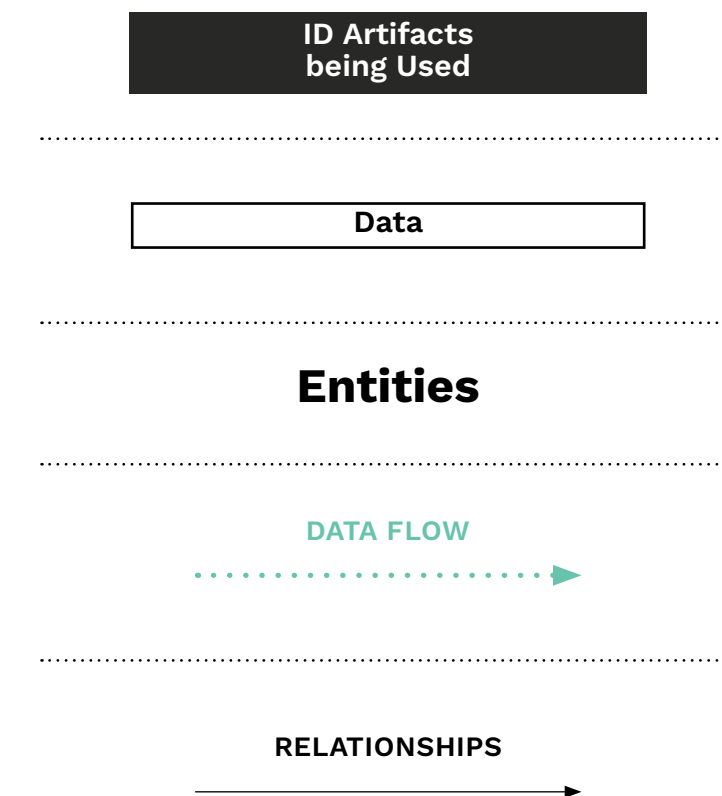 ID Artifacts
being Used
Data
Entities
DATA FLOW
RELATIONSHIPS